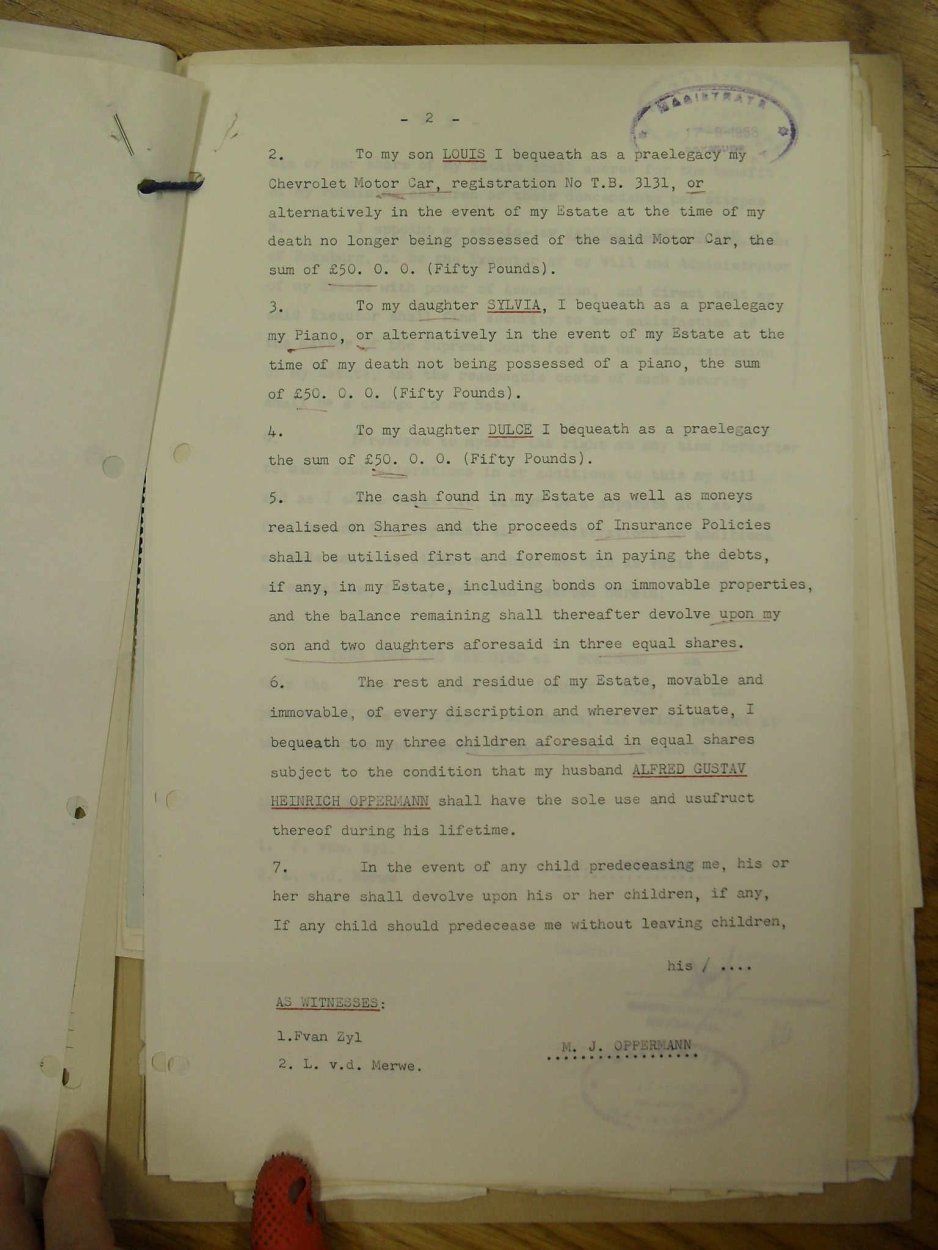 - 2 -
MAGISTRATE
2. To my son LOUIS I bequeath as a praelegacy my
Chevrolet Motor Car, registration No T.B. 3131, or
alternatively in the event of my Estate at the time of my
death no longer being possessed of the said Motor Car, the
sum of £50. 0. 0. (Fifty Pounds).
3. To my daughter SYLVIA, I bequeath as a praelegacy
my Piano, or alternatively in the event of my Estate at the
time of my death not being possessed of a piano, the sum
of £50. 0. 0. (Fifty Pounds).
4. To my daughter DULCE I bequeath as a praelegacy
the sum of £50. 0. 0. (Fifty Pounds).
5. The cash found in my Estate as well as moneys
realised on Shares and the proceeds of Insurance Policies
shall be utilised first and foremost in paying the debts,
if any, in my Estate, including bonds on immovable properties,
and the balance remaining shall thereafter devolve upon my
son and two daughters aforesaid in three equal shares.
6. The rest and residue of my Estate, movable and
immovable, of every discription and wherever situate, I
bequeath to my three children aforesaid in equal shares
subject to the condition that my husband ALFRED GUSTAV
HEINRICH OPPERMANN shall have the sole use and usufruct
thereof during his lifetime.
7. In the event of any child predeceasing me, his or
her share shall devolve upon his or her children, if any,
If any child should predecease me without leaving children,
his / ....
AS WITNESSES:
1.Fvan Zyl
M. J. OPPERMANN
2. L. v.d. Merwe.